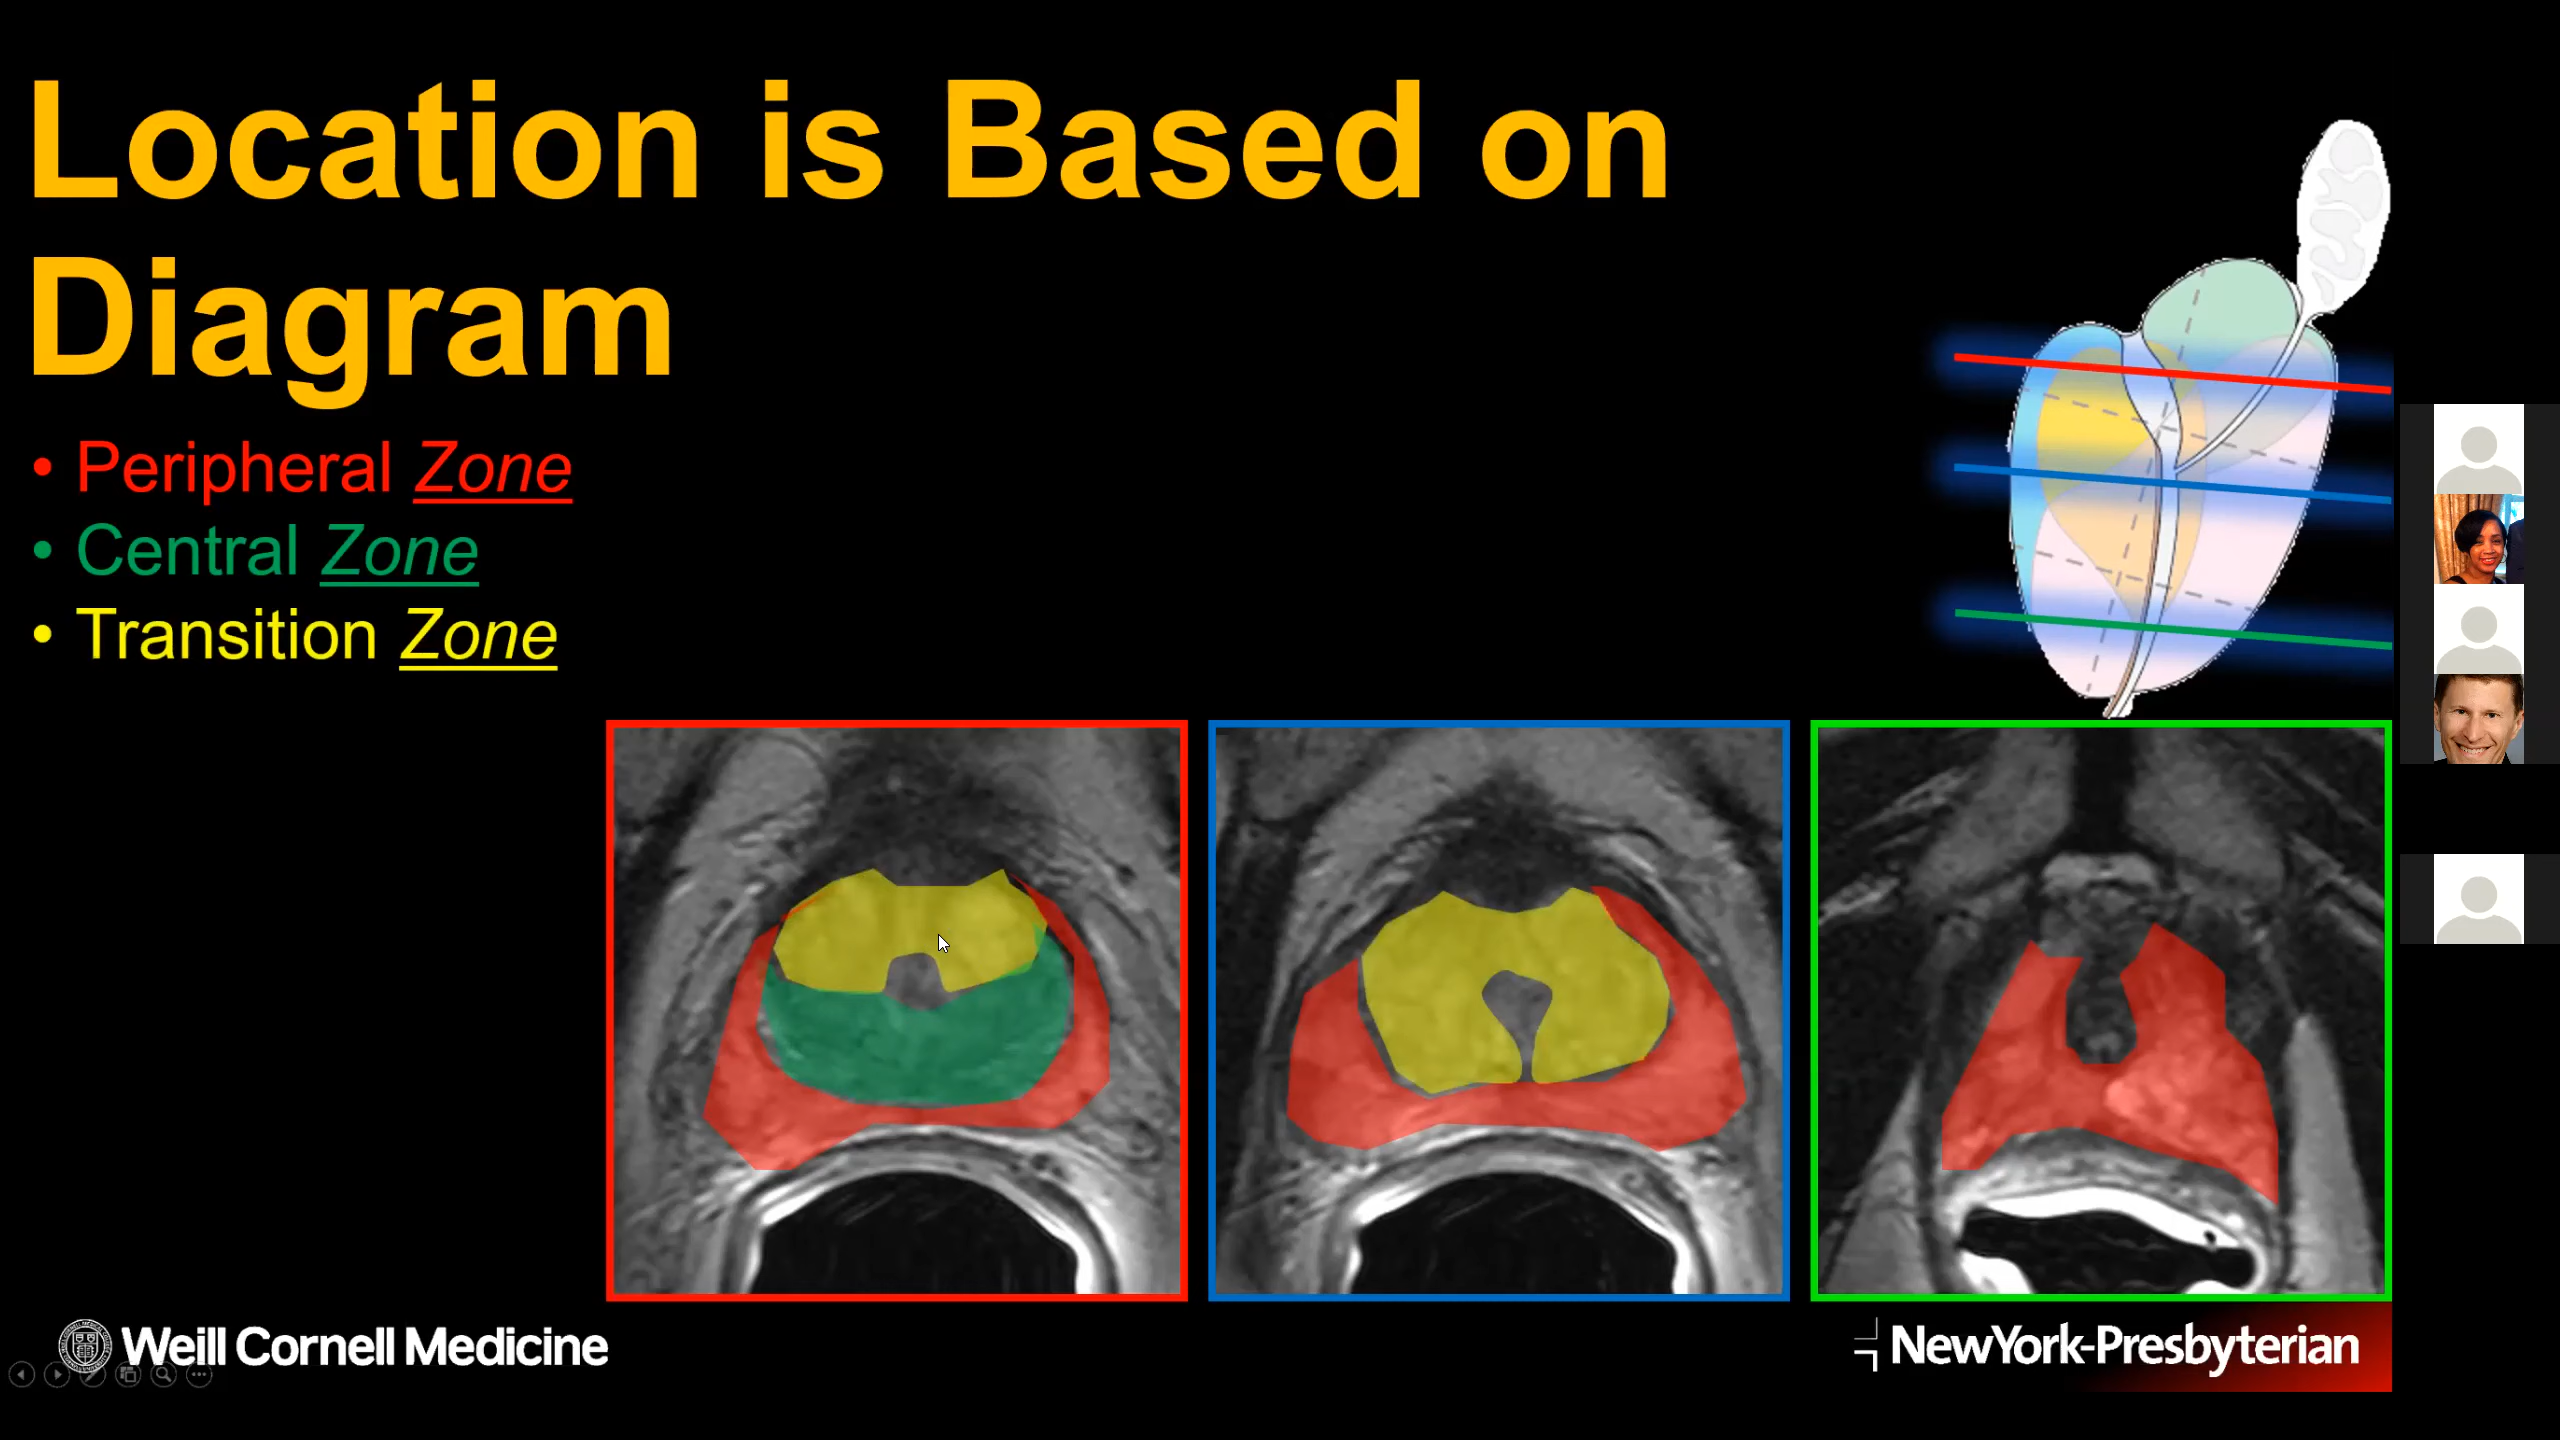 Location is Based on
Diagram
• Peripheral Zone
• Central Zone
• Transition Zone
Weill Cornell Medicine
NewYork-Presbyterian